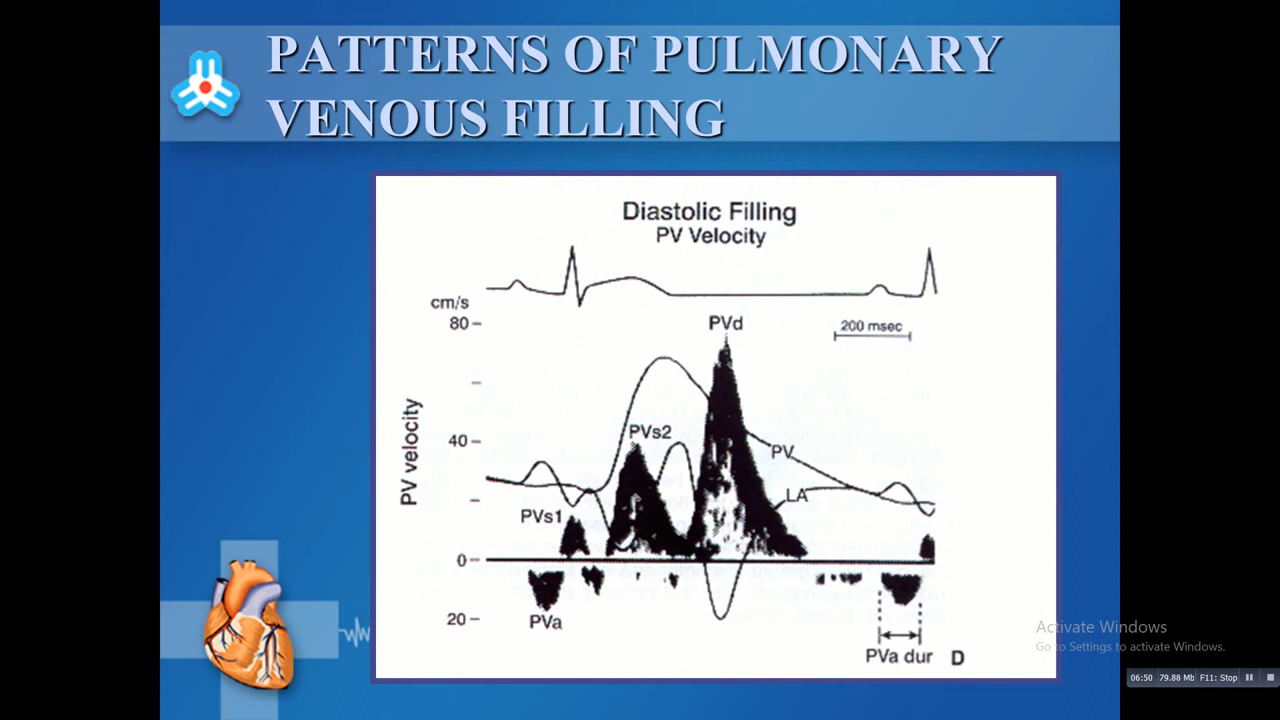 PATTERNS OF PULMONARY
VENOUS FILLING
Diastolic Filling
PV Velocity
cm/s
80
PVd
200 msec
PV velocity
40
PVs2
PV
LA
PVs1
0
20
PVa
PVa dur
D
Activate Windows
Go to Settings to activate Windows.
06:50 79.88 Mb F11: Stop